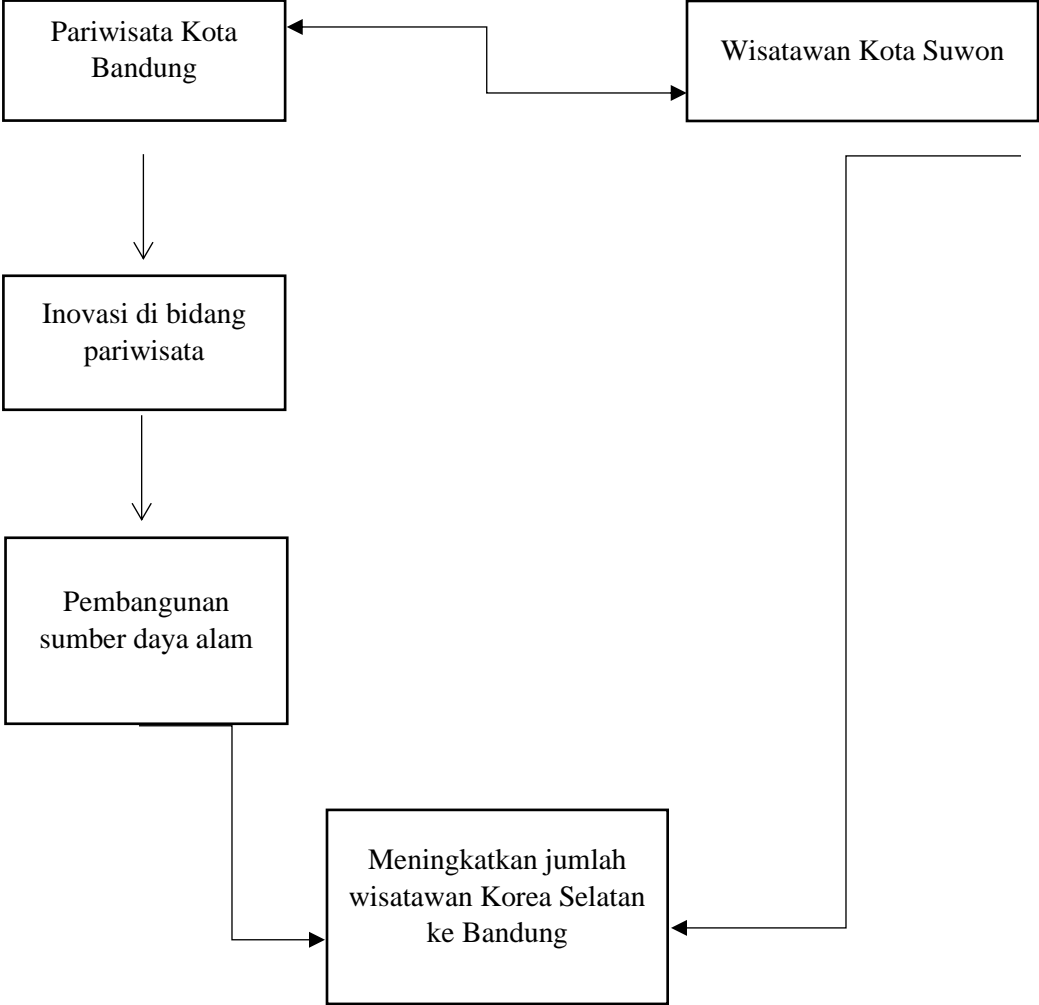 Pariwisata Kota
Bandung
Wisatawan Kota Suwon
Inovasi di bidang
pariwisata
Pembangunan
sumber daya alam
Meningkatkan jumlah
wisatawan Korea Selatan
ke Bandung